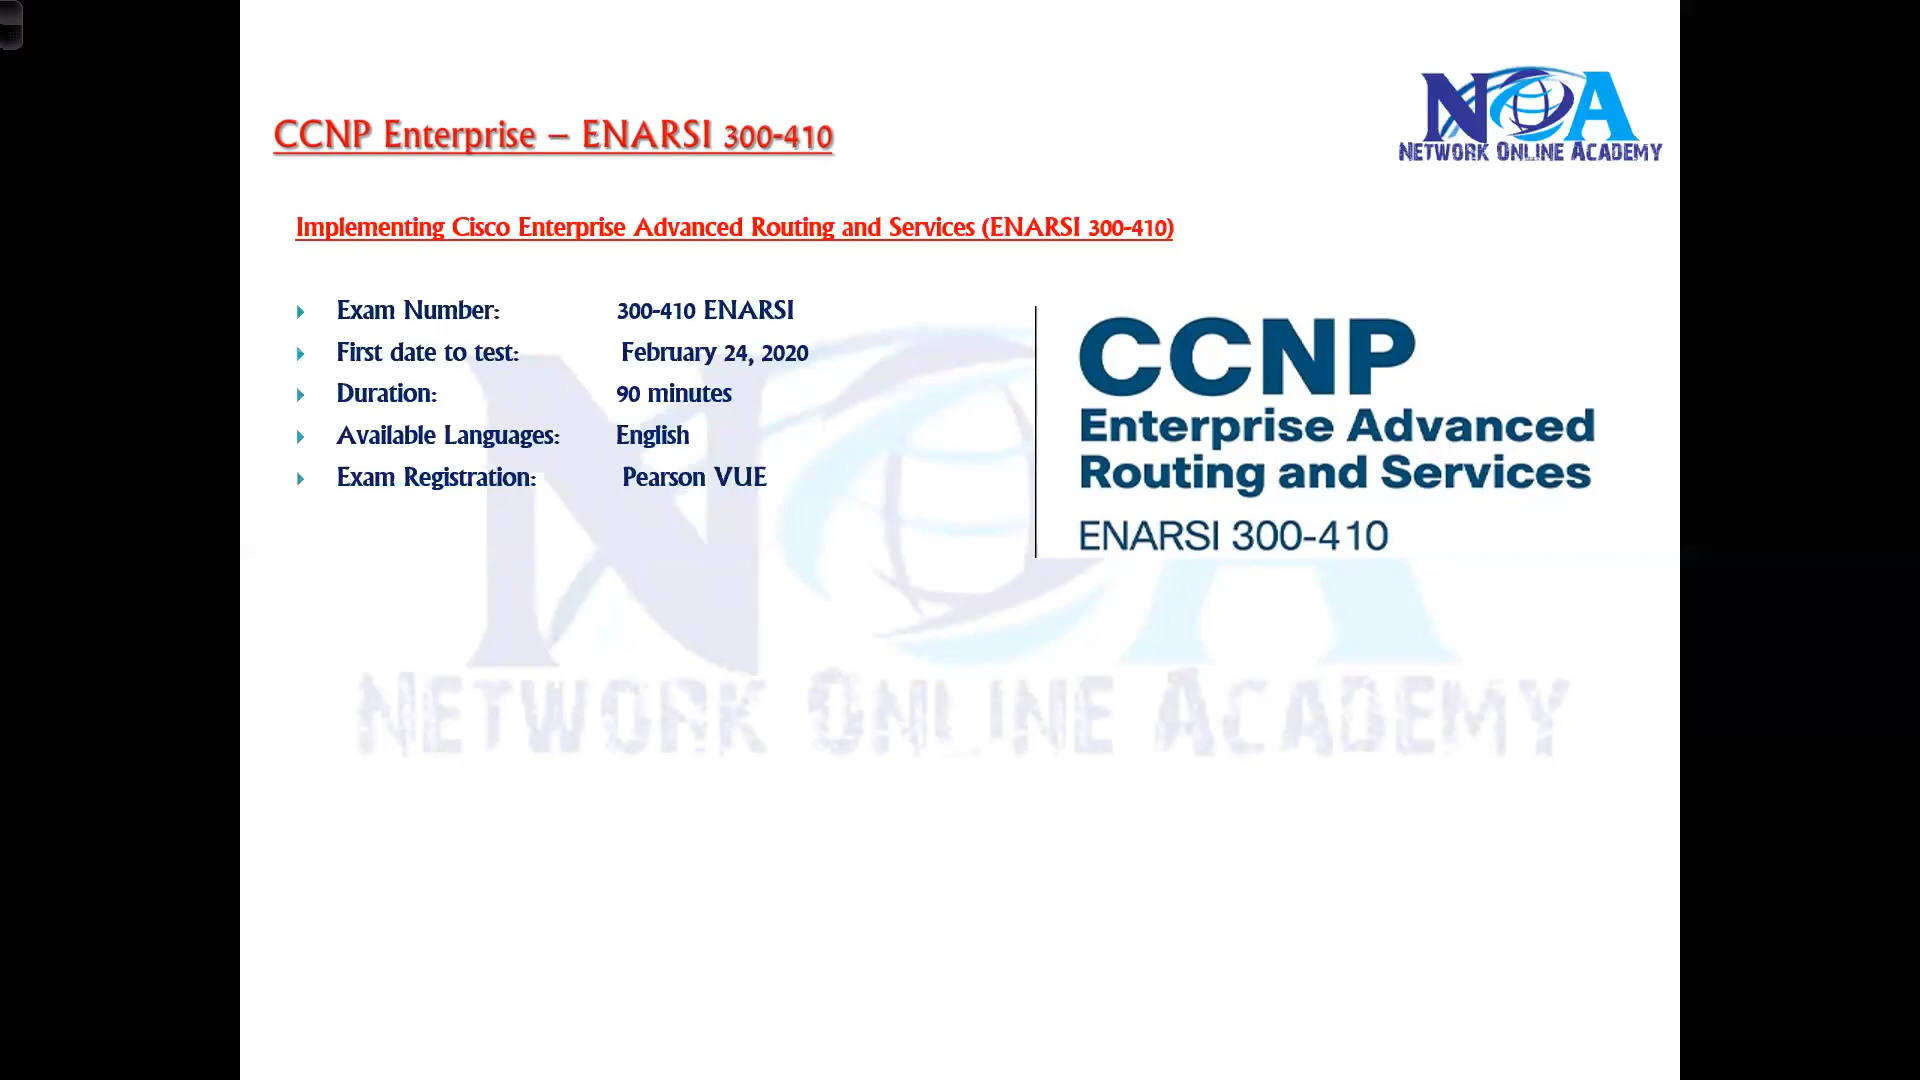 NOA
NETWORK ONLINE ACADEMY
CCNP Enterprise – ENARSI 300-410
Implementing Cisco Enterprise Advanced Routing and Services (ENARSI 300-410)
Exam Number: 300-410 ENARSI
First date to test: February 24, 2020
Duration: 90 minutes
Available Languages: English
Exam Registration: Pearson VUE
CCNP
Enterprise Advanced
Routing and Services
ENARSI 300-410
NOA
NETWORK ONLINE ACADEMY